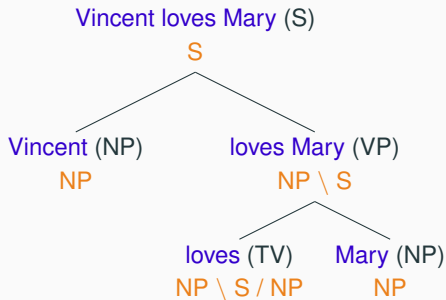 Vincent loves Mary (S)
S
Vincent (NP) loves Mary (VP)
NP NP \ S
loves (TV) Mary (NP)
NP \ S / NP NP